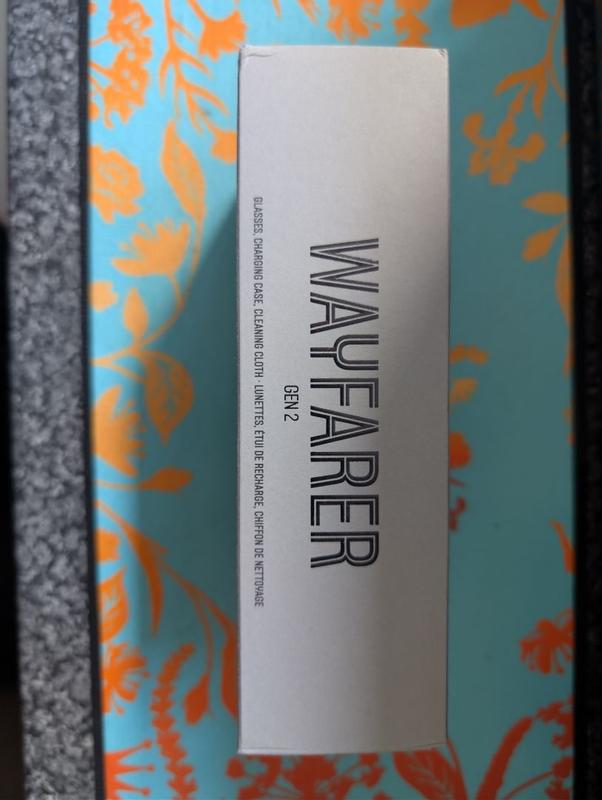 WAYFARER
GEN 2
GLASSES, CHARGING CASE, CLEANING CLOTH · LUNETTES, ÉTUI DE RECHARGE, CHIFFON DE NETTOYAGE